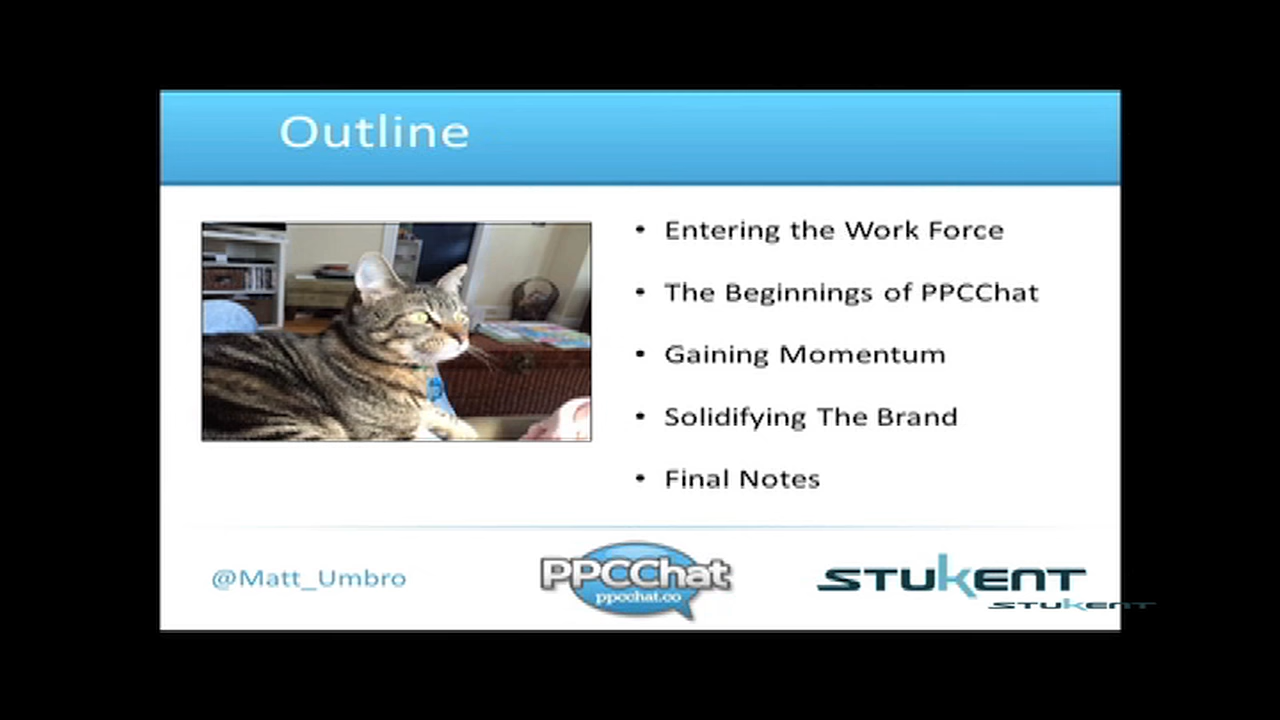 Outline
Entering the Work Force
The Beginnings of PPCChat
Gaining Momentum
Solidifying The Brand
Final Notes
@Matt_Umbro
PPCChat
ppcchat.co
STUKENT
STUKENT